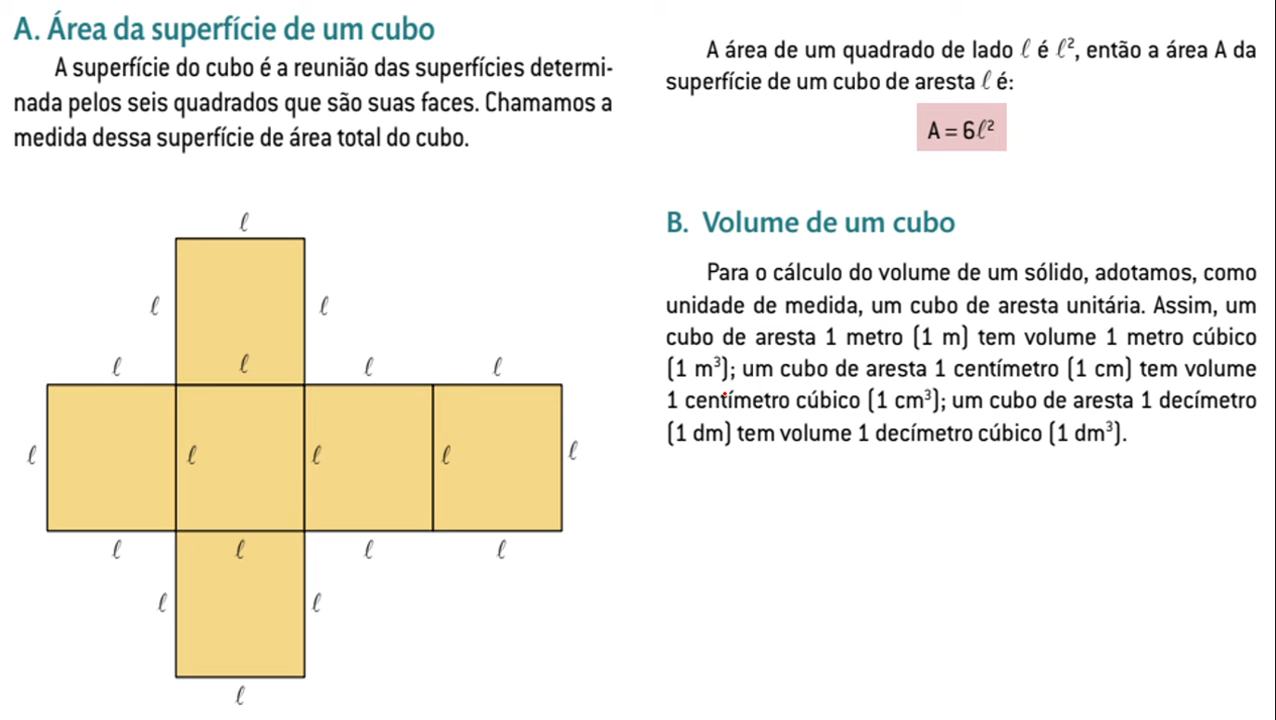 A. Área da superfície de um cubo
A superfície do cubo é a reunião das superfícies determi-
nada pelos seis quadrados que são suas faces. Chamamos a
medida dessa superfície de área total do cubo.
ℓ
ℓ ℓ
ℓ ℓ ℓ ℓ
ℓ ℓ ℓ ℓ ℓ
ℓ ℓ ℓ ℓ
ℓ ℓ
ℓ
A área de um quadrado de lado ℓ é ℓ², então a área A da
superfície de um cubo de aresta ℓ é:
A = 6ℓ²
B. Volume de um cubo
Para o cálculo do volume de um sólido, adotamos, como
unidade de medida, um cubo de aresta unitária. Assim, um
cubo de aresta 1 metro (1 m) tem volume 1 metro cúbico
(1 m³); um cubo de aresta 1 centímetro (1 cm) tem volume
1 centímetro cúbico (1 cm³); um cubo de aresta 1 decímetro
(1 dm) tem volume 1 decímetro cúbico (1 dm³).